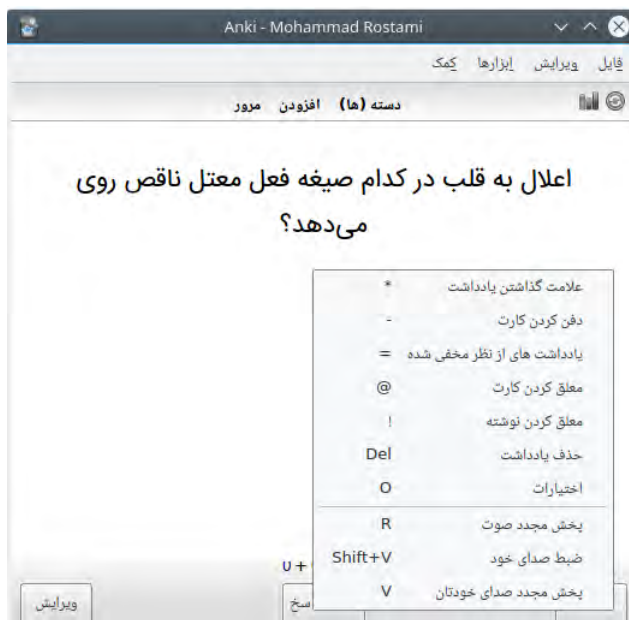 Anki - Mohammad Rostami
فایل ویرایش ابزارها کمک
دسته (ها) افزودن مرور
اعلال به قلب در کدام صیغه فعل معتل ناقص روی
می‌دهد؟
علامت گذاشتن یادداشت *
دفن کردن کارت -
یادداشت های از نظر مخفی شده =
معلق کردن کارت @
معلق کردن نوشته !
حذف یادداشت Del
اختیارات O
پخش مجدد صوت R
ضبط صدای خود Shift+V
پخش مجدد صدای خودتان V
ویرایش